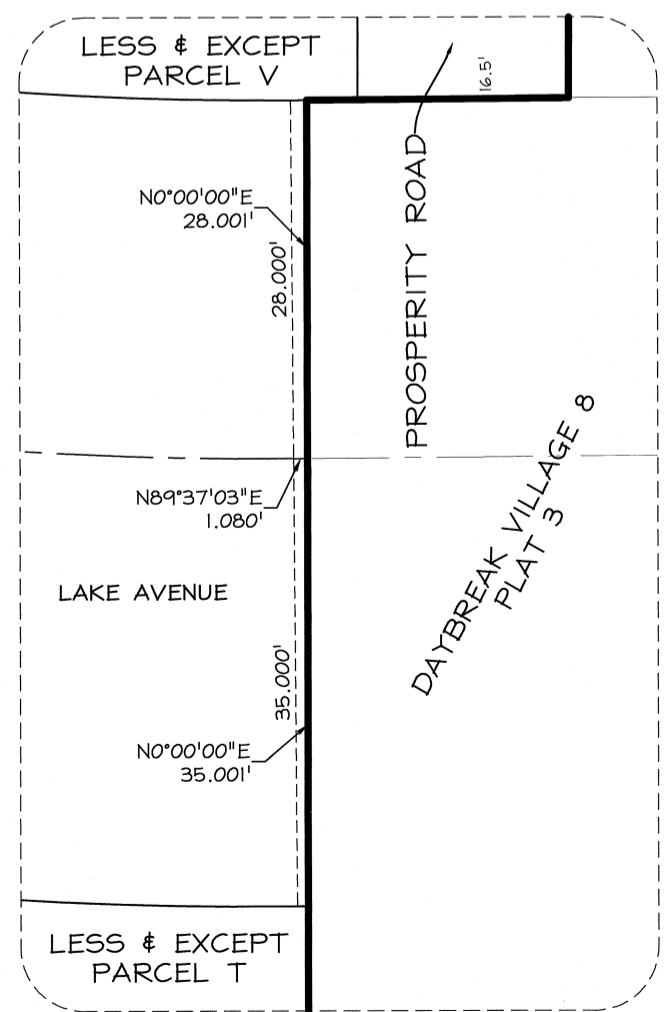 LESS & EXCEPT
PARCEL V
16.5'
PROSPERITY ROAD
N0°00'00"E
28.001'
28.000'
N89°37'03"E
1.080'
DAYBREAK VILLAGE 8
PLAT 3
LAKE AVENUE
35.000'
N0°00'00"E
35.001'
LESS & EXCEPT
PARCEL T